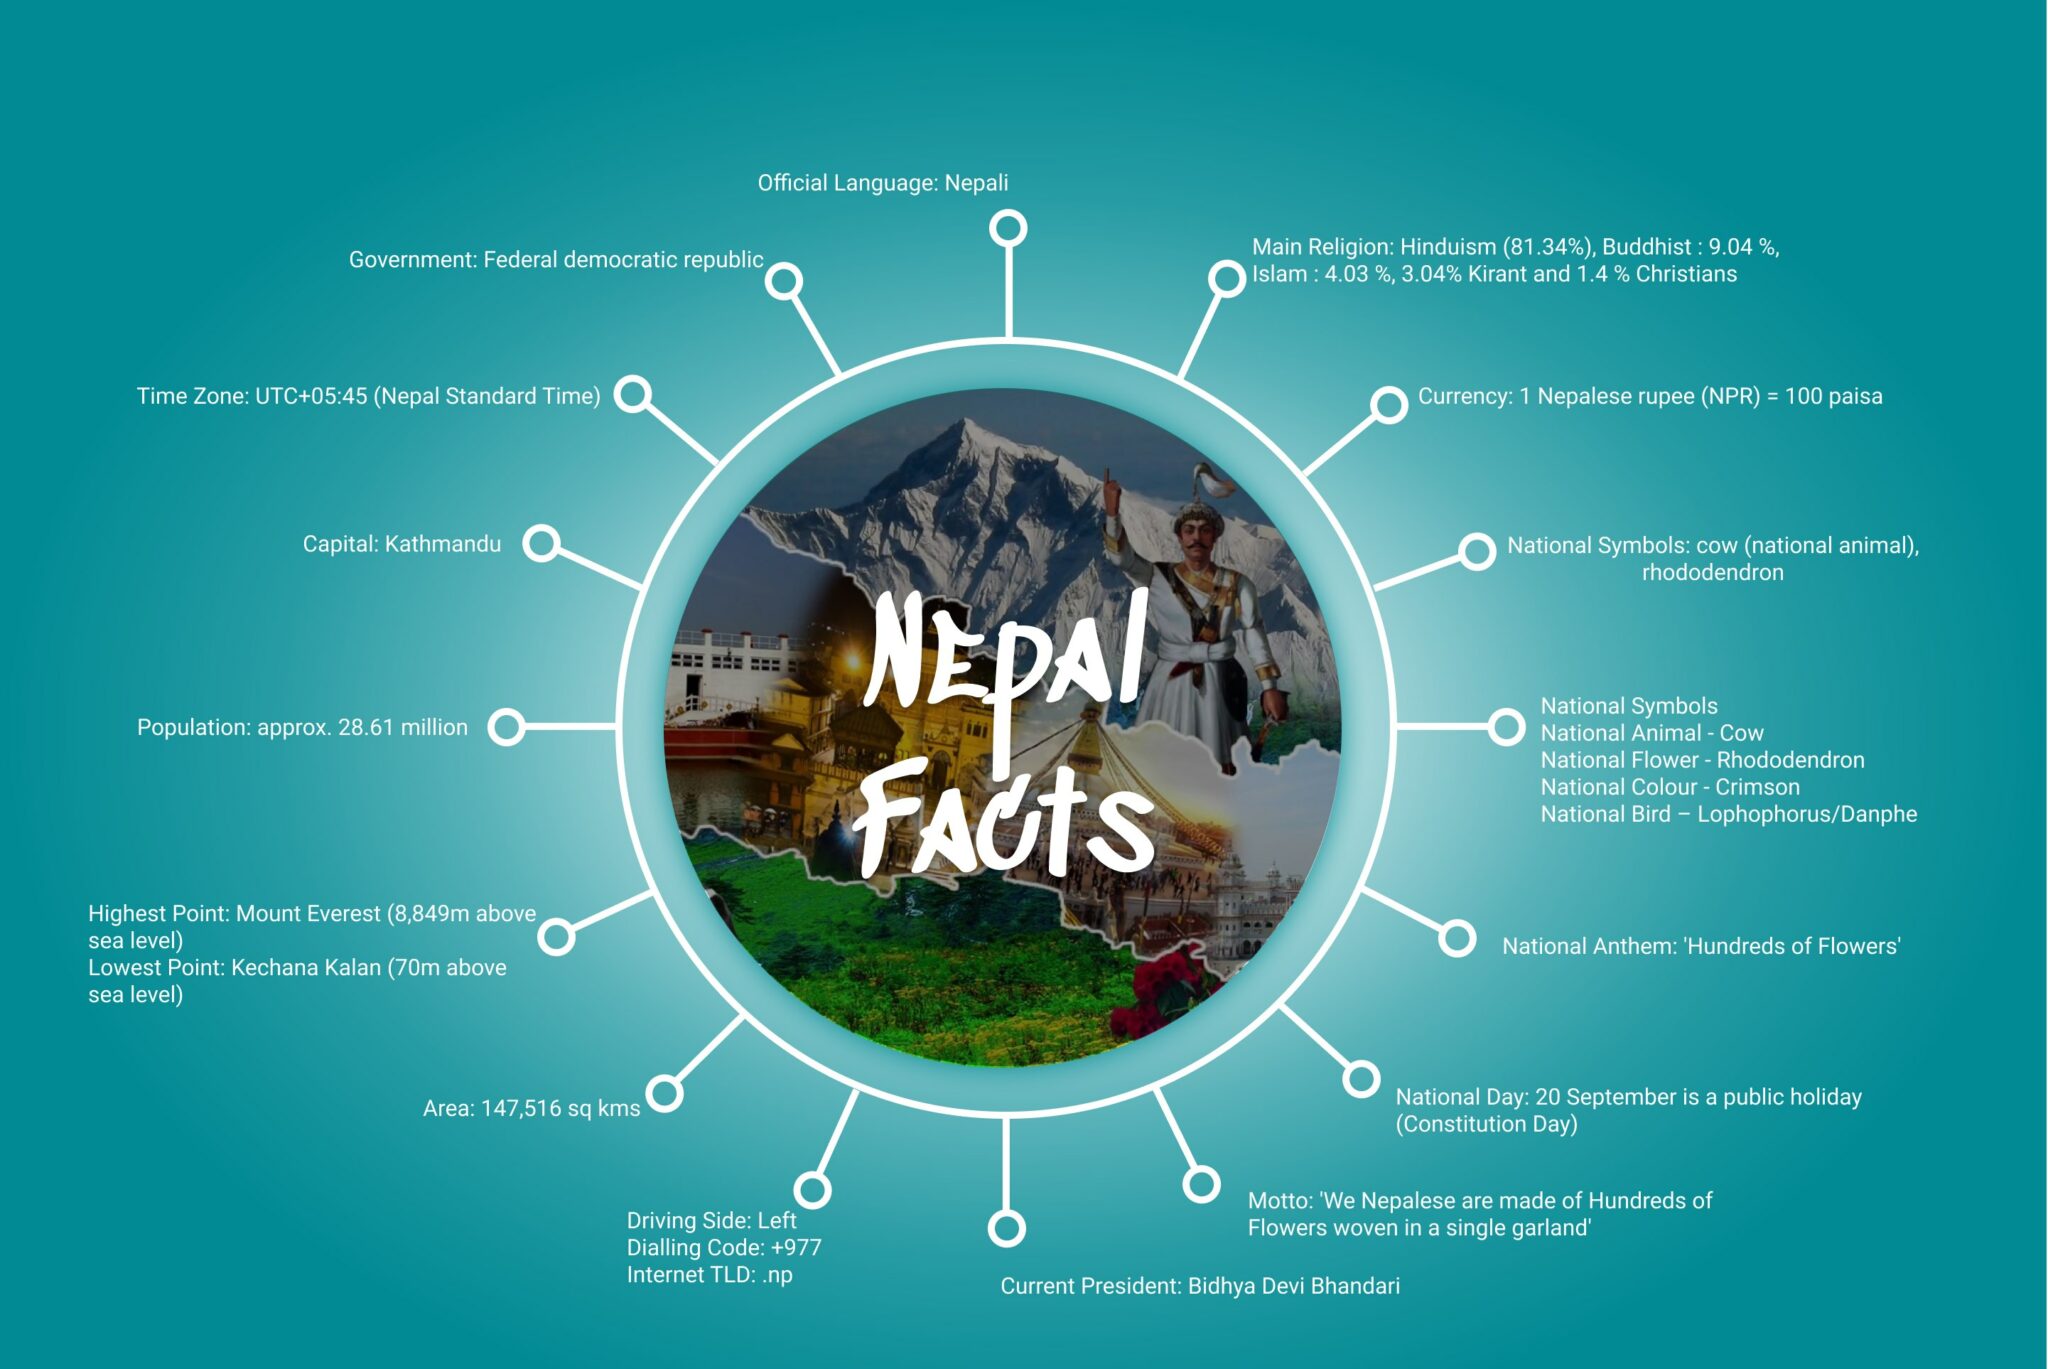 Official Language: Nepali
Government: Federal democratic republic
Main Religion: Hinduism (81.34%), Buddhist : 9.04 %,
Islam : 4.03 %, 3.04% Kirant and 1.4 % Christians
Time Zone: UTC+05:45 (Nepal Standard Time)
Currency: 1 Nepalese rupee (NPR) = 100 paisa
Capital: Kathmandu
National Symbols: cow (national animal),
rhododendron
Nepal
Facts
Population: approx. 28.61 million
National Symbols
National Animal - Cow
National Flower - Rhododendron
National Colour - Crimson
National Bird – Lophophorus/Danphe
Highest Point: Mount Everest (8,849m above
sea level)
Lowest Point: Kechana Kalan (70m above
sea level)
National Anthem: 'Hundreds of Flowers'
Area: 147,516 sq kms
National Day: 20 September is a public holiday
(Constitution Day)
Driving Side: Left
Dialling Code: +977
Internet TLD: .np
Motto: 'We Nepalese are made of Hundreds of
Flowers woven in a single garland'
Current President: Bidhya Devi Bhandari